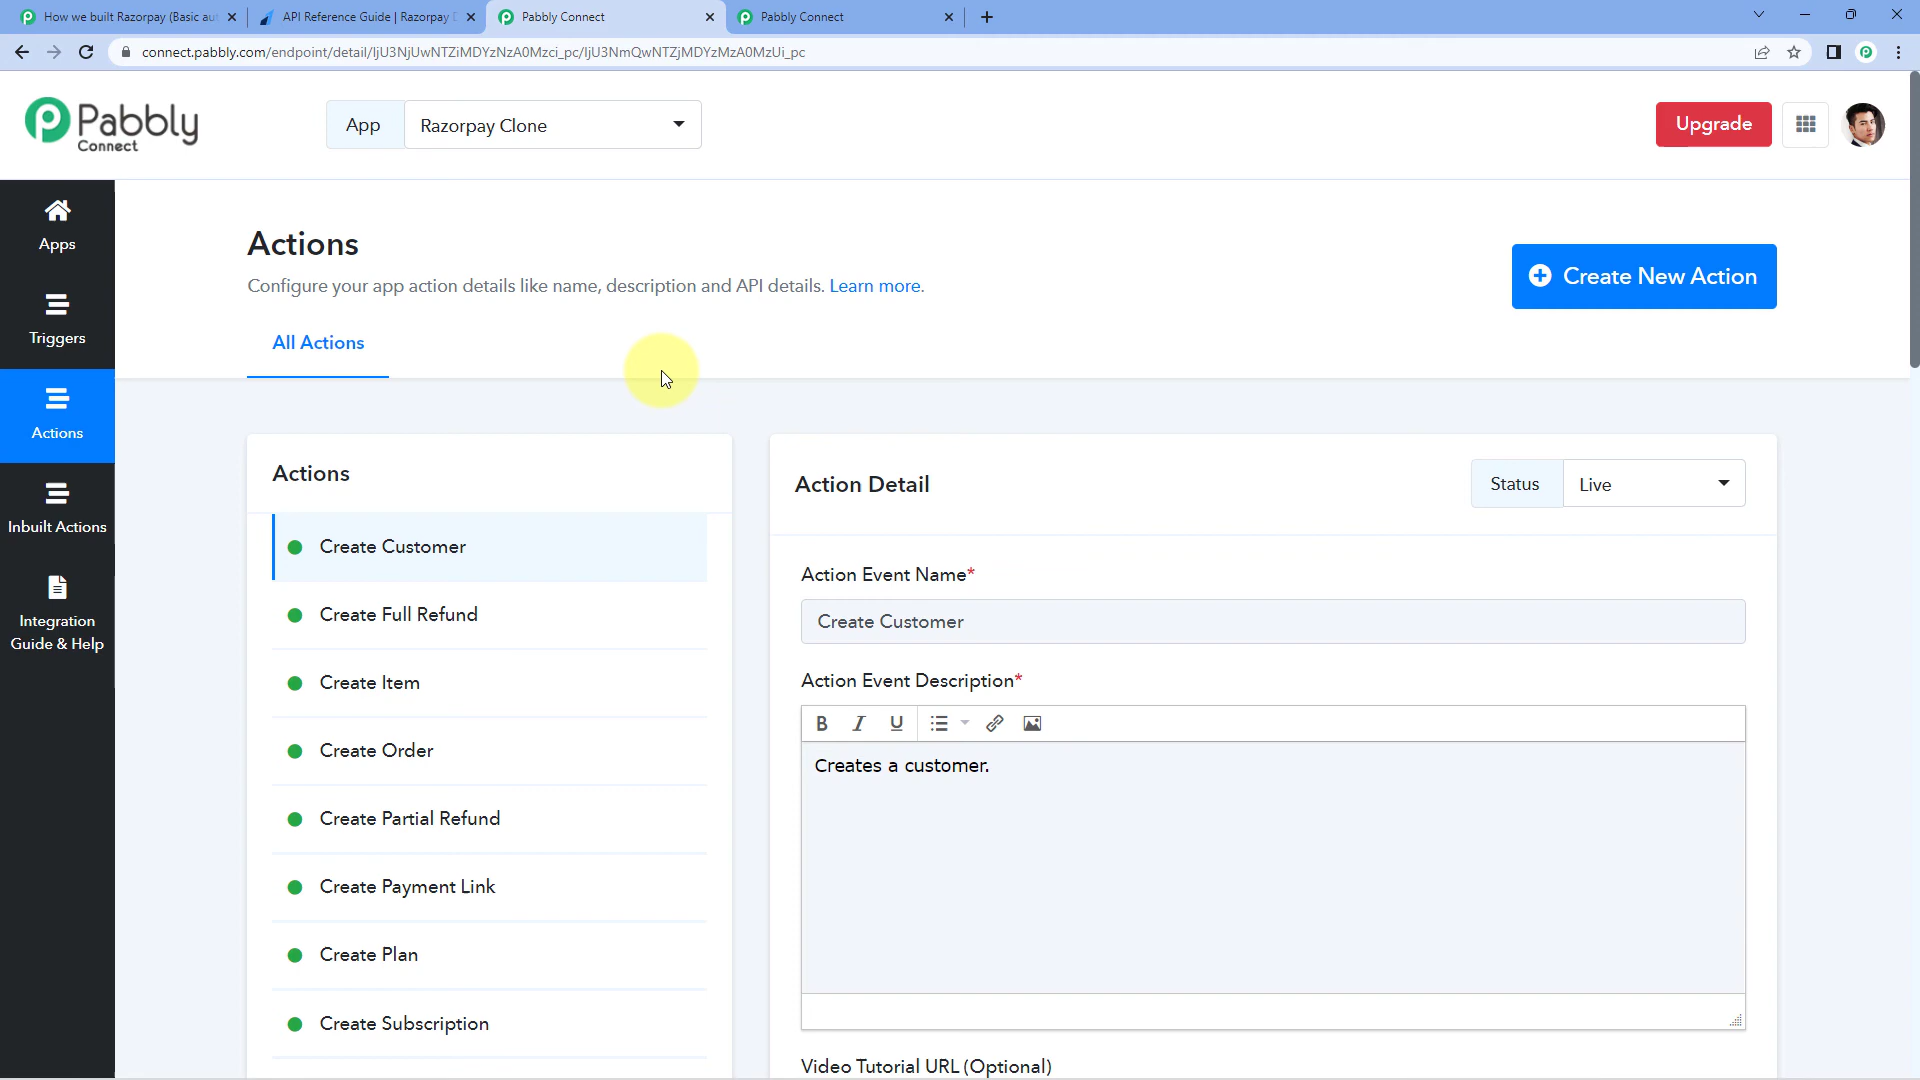 How we built Razorpay (Basic au
API Reference Guide | Razorpay D
Pabbly Connect
Pabbly Connect
connect.pabbly.com/endpoint/detail/IjU3NjUwNTZiMDYzNzA0Mzci_pc/IjU3NmQwNTZjMDYzMzA0MzUi_pc
Pabbly
Connect
App
Razorpay Clone
Upgrade
Apps
Triggers
Actions
Inbuilt Actions
Integration
Guide & Help
Actions
Configure your app action details like name, description and API details. Learn more.
Create New Action
All Actions
Actions
Create Customer
Create Full Refund
Create Item
Create Order
Create Partial Refund
Create Payment Link
Create Plan
Create Subscription
Action Detail
Status
Live
Action Event Name*
Create Customer
Action Event Description*
B I U
Creates a customer.
Video Tutorial URL (Optional)